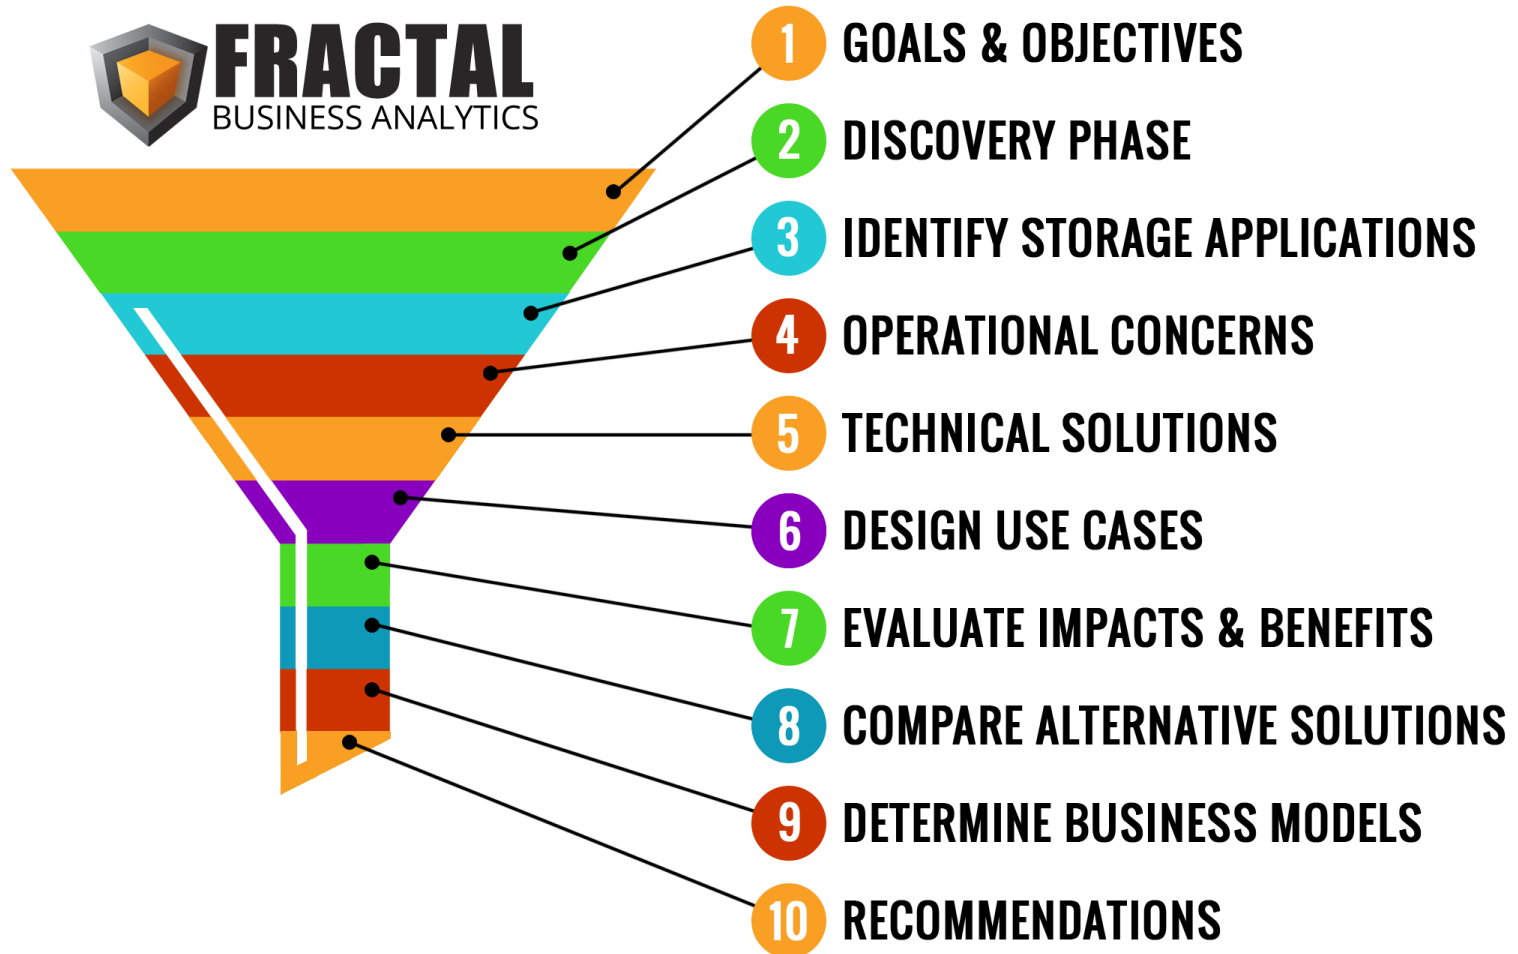 FRACTAL
BUSINESS ANALYTICS
1 GOALS & OBJECTIVES
2 DISCOVERY PHASE
3 IDENTIFY STORAGE APPLICATIONS
4 OPERATIONAL CONCERNS
5 TECHNICAL SOLUTIONS
6 DESIGN USE CASES
7 EVALUATE IMPACTS & BENEFITS
8 COMPARE ALTERNATIVE SOLUTIONS
9 DETERMINE BUSINESS MODELS
10 RECOMMENDATIONS